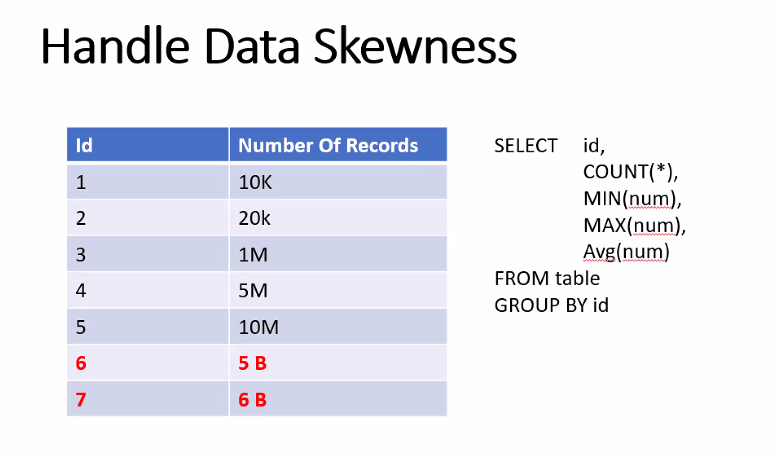 Handle Data Skewness
Id Number Of Records
1 10K
2 20k
3 1M
4 5M
5 10M
6 5 B
7 6 B
SELECT id,
COUNT(*),
MIN(num),
MAX(num),
Avg(num)
FROM table
GROUP BY id